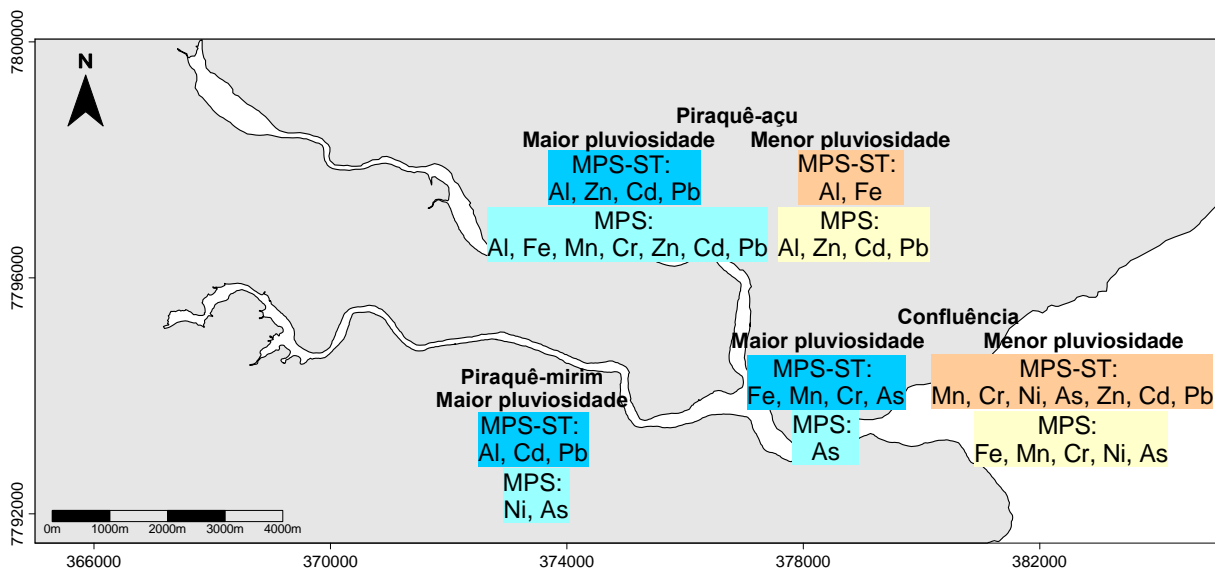 7800000
7796000
7792000
N
Piraquê-açu
Maior pluviosidade
MPS-ST:
Al, Zn, Cd, Pb
MPS:
Al, Fe, Mn, Cr, Zn, Cd, Pb
Menor pluviosidade
MPS-ST:
Al, Fe
MPS:
Al, Zn, Cd, Pb
Confluência
Maior pluviosidade
MPS-ST:
Fe, Mn, Cr, As
MPS:
As
Menor pluviosidade
MPS-ST:
Mn, Cr, Ni, As, Zn, Cd, Pb
MPS:
Fe, Mn, Cr, Ni, As
Piraquê-mirim
Maior pluviosidade
MPS-ST:
Al, Cd, Pb
MPS:
Ni, As
0m 1000m 2000m 3000m 4000m
366000 370000 374000 378000 382000